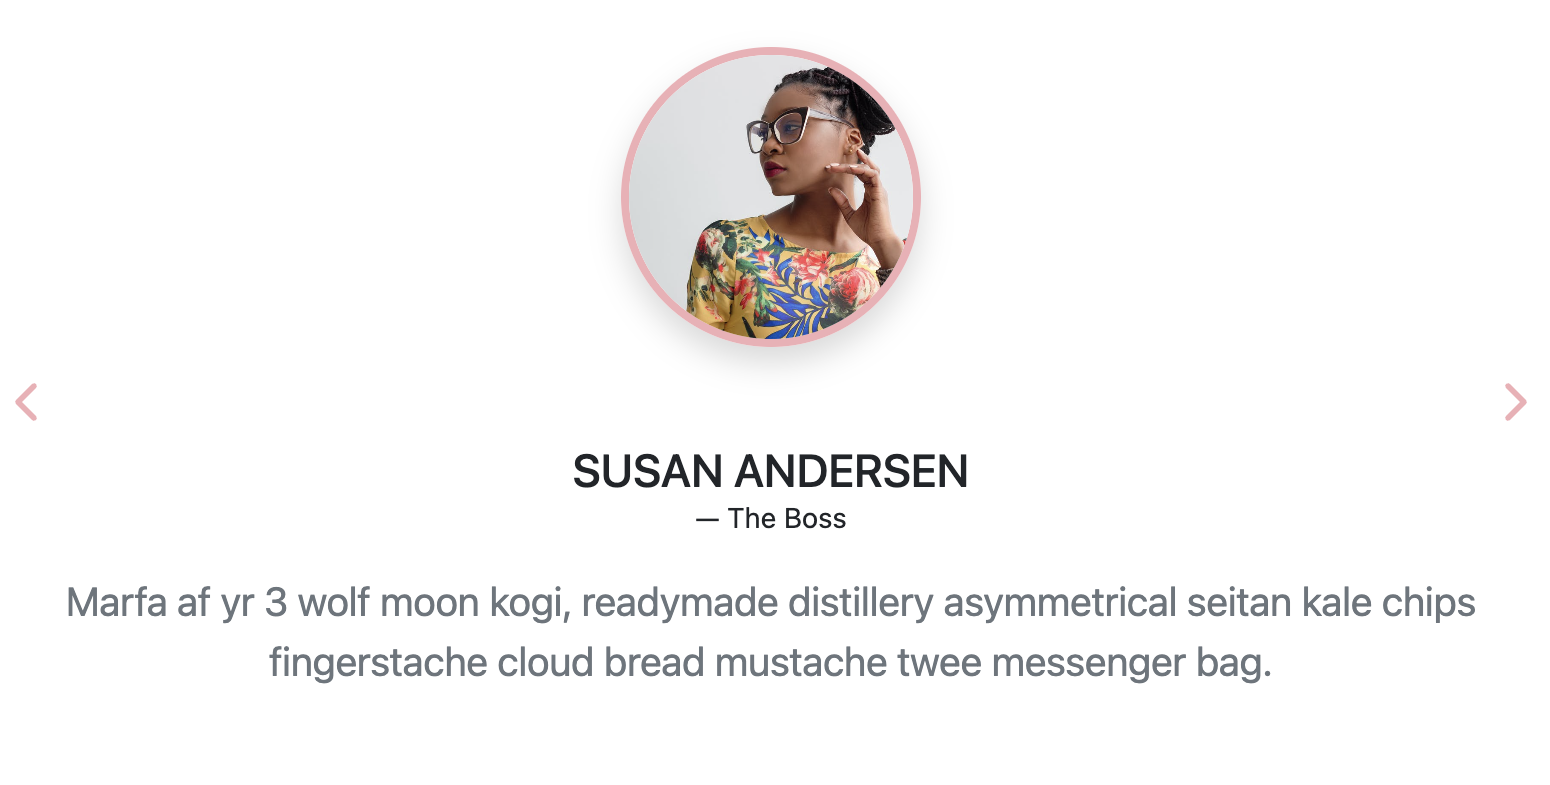 SUSAN ANDERSEN
— The Boss
Marfa af yr 3 wolf moon kogi, readymade distillery asymmetrical seitan kale chips
fingerstache cloud bread mustache twee messenger bag.